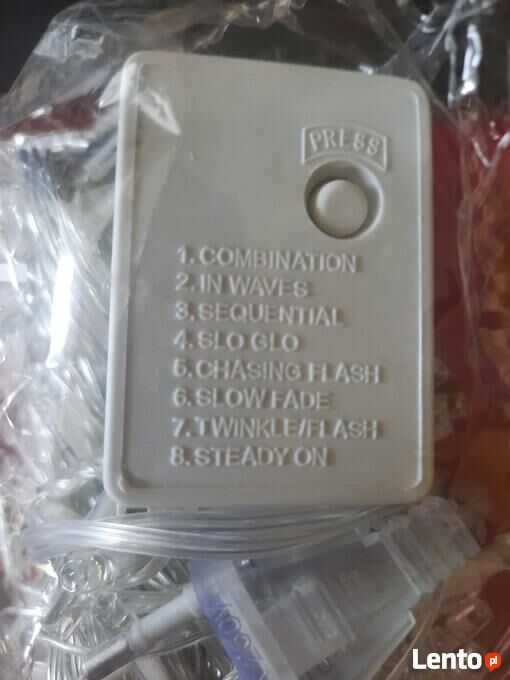 PRESS
1. COMBINATION
2. IN WAVES
3. SEQUENTIAL
4. SLO GLO
5. CHASING FLASH
6. SLOW FADE
7. TWINKLE/FLASH
8. STEADY ON
Lento.pl